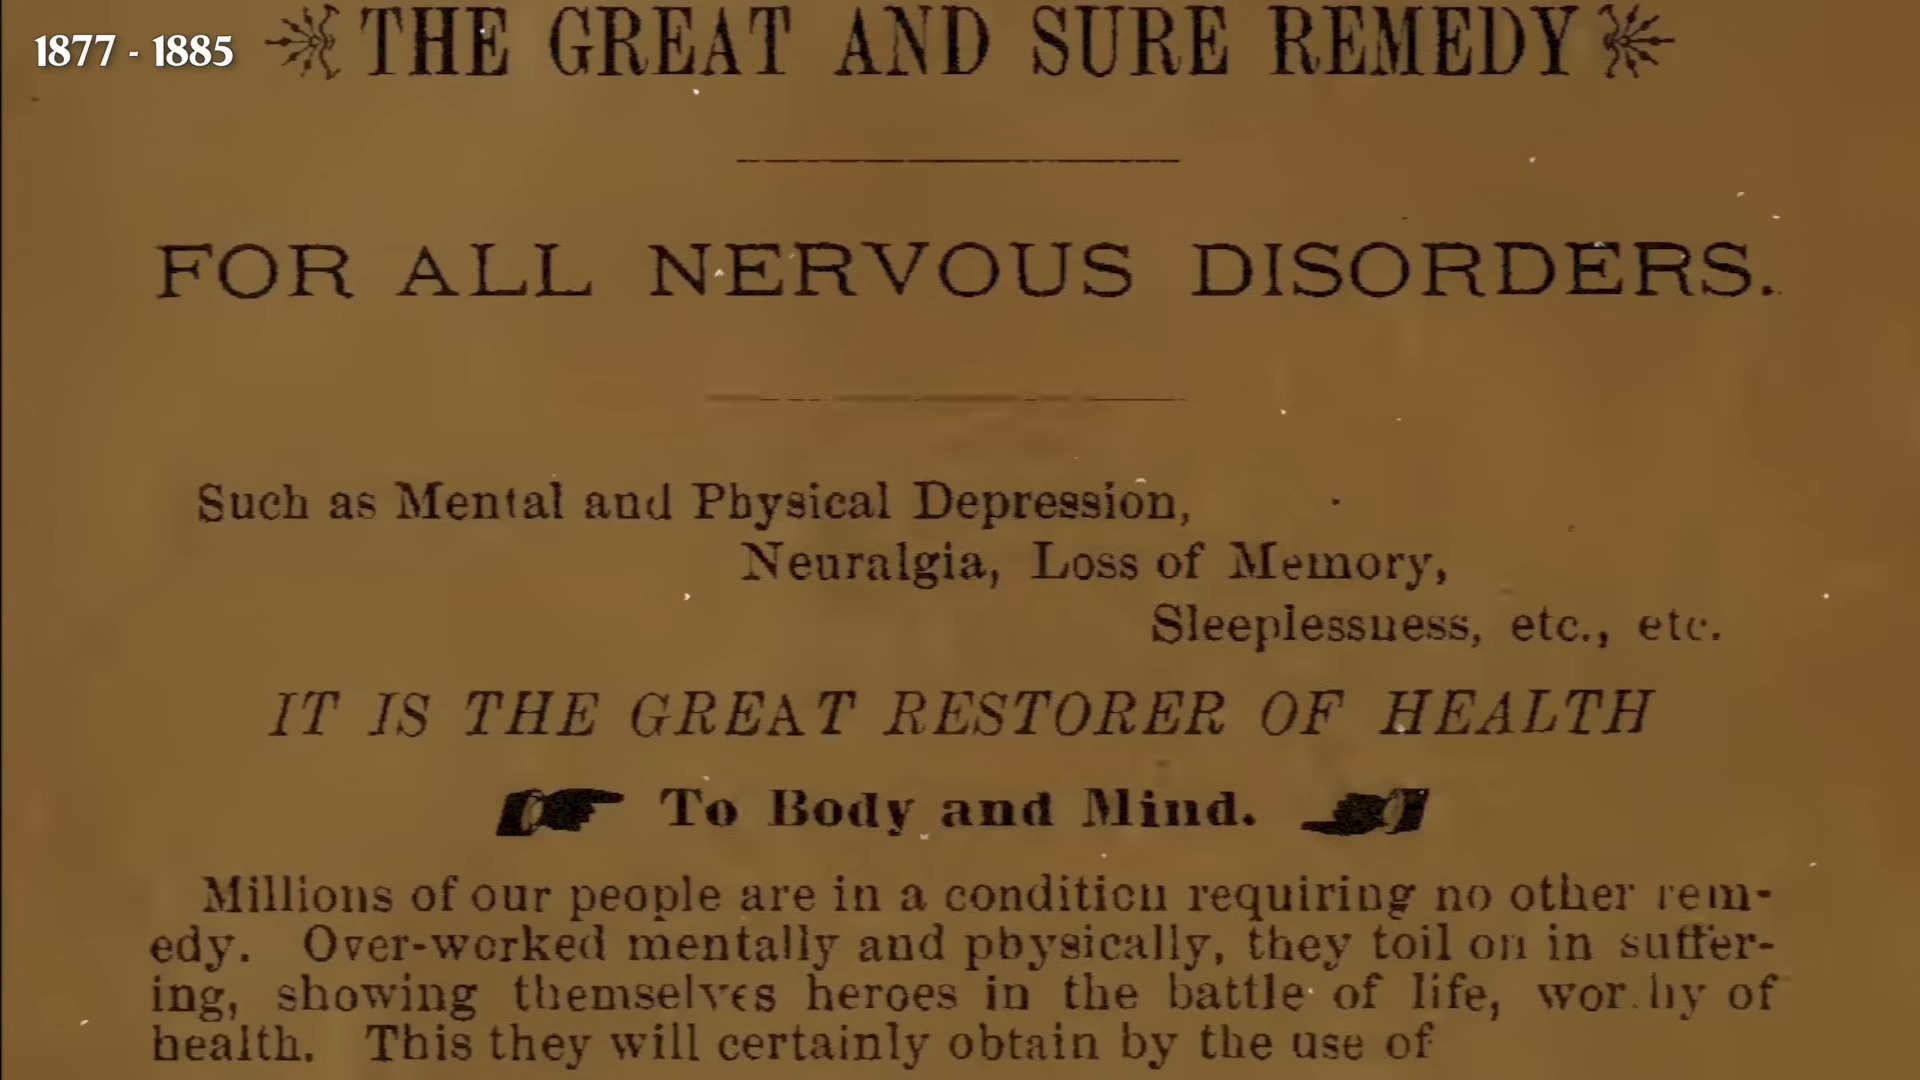 1877 - 1885
THE GREAT AND SURE REMEDY
FOR ALL NERVOUS DISORDERS.
Such as Mental and Physical Depression,
Neuralgia, Loss of Memory,
Sleeplessness, etc., etc.
IT IS THE GREAT RESTORER OF HEALTH
To Body and Mind.
Millions of our people are in a condition requiring no other rem-
edy. Over-worked mentally and physically, they toil on in suffer-
ing, showing themselves heroes in the battle of life, worthy of
health. This they will certainly obtain by the use of